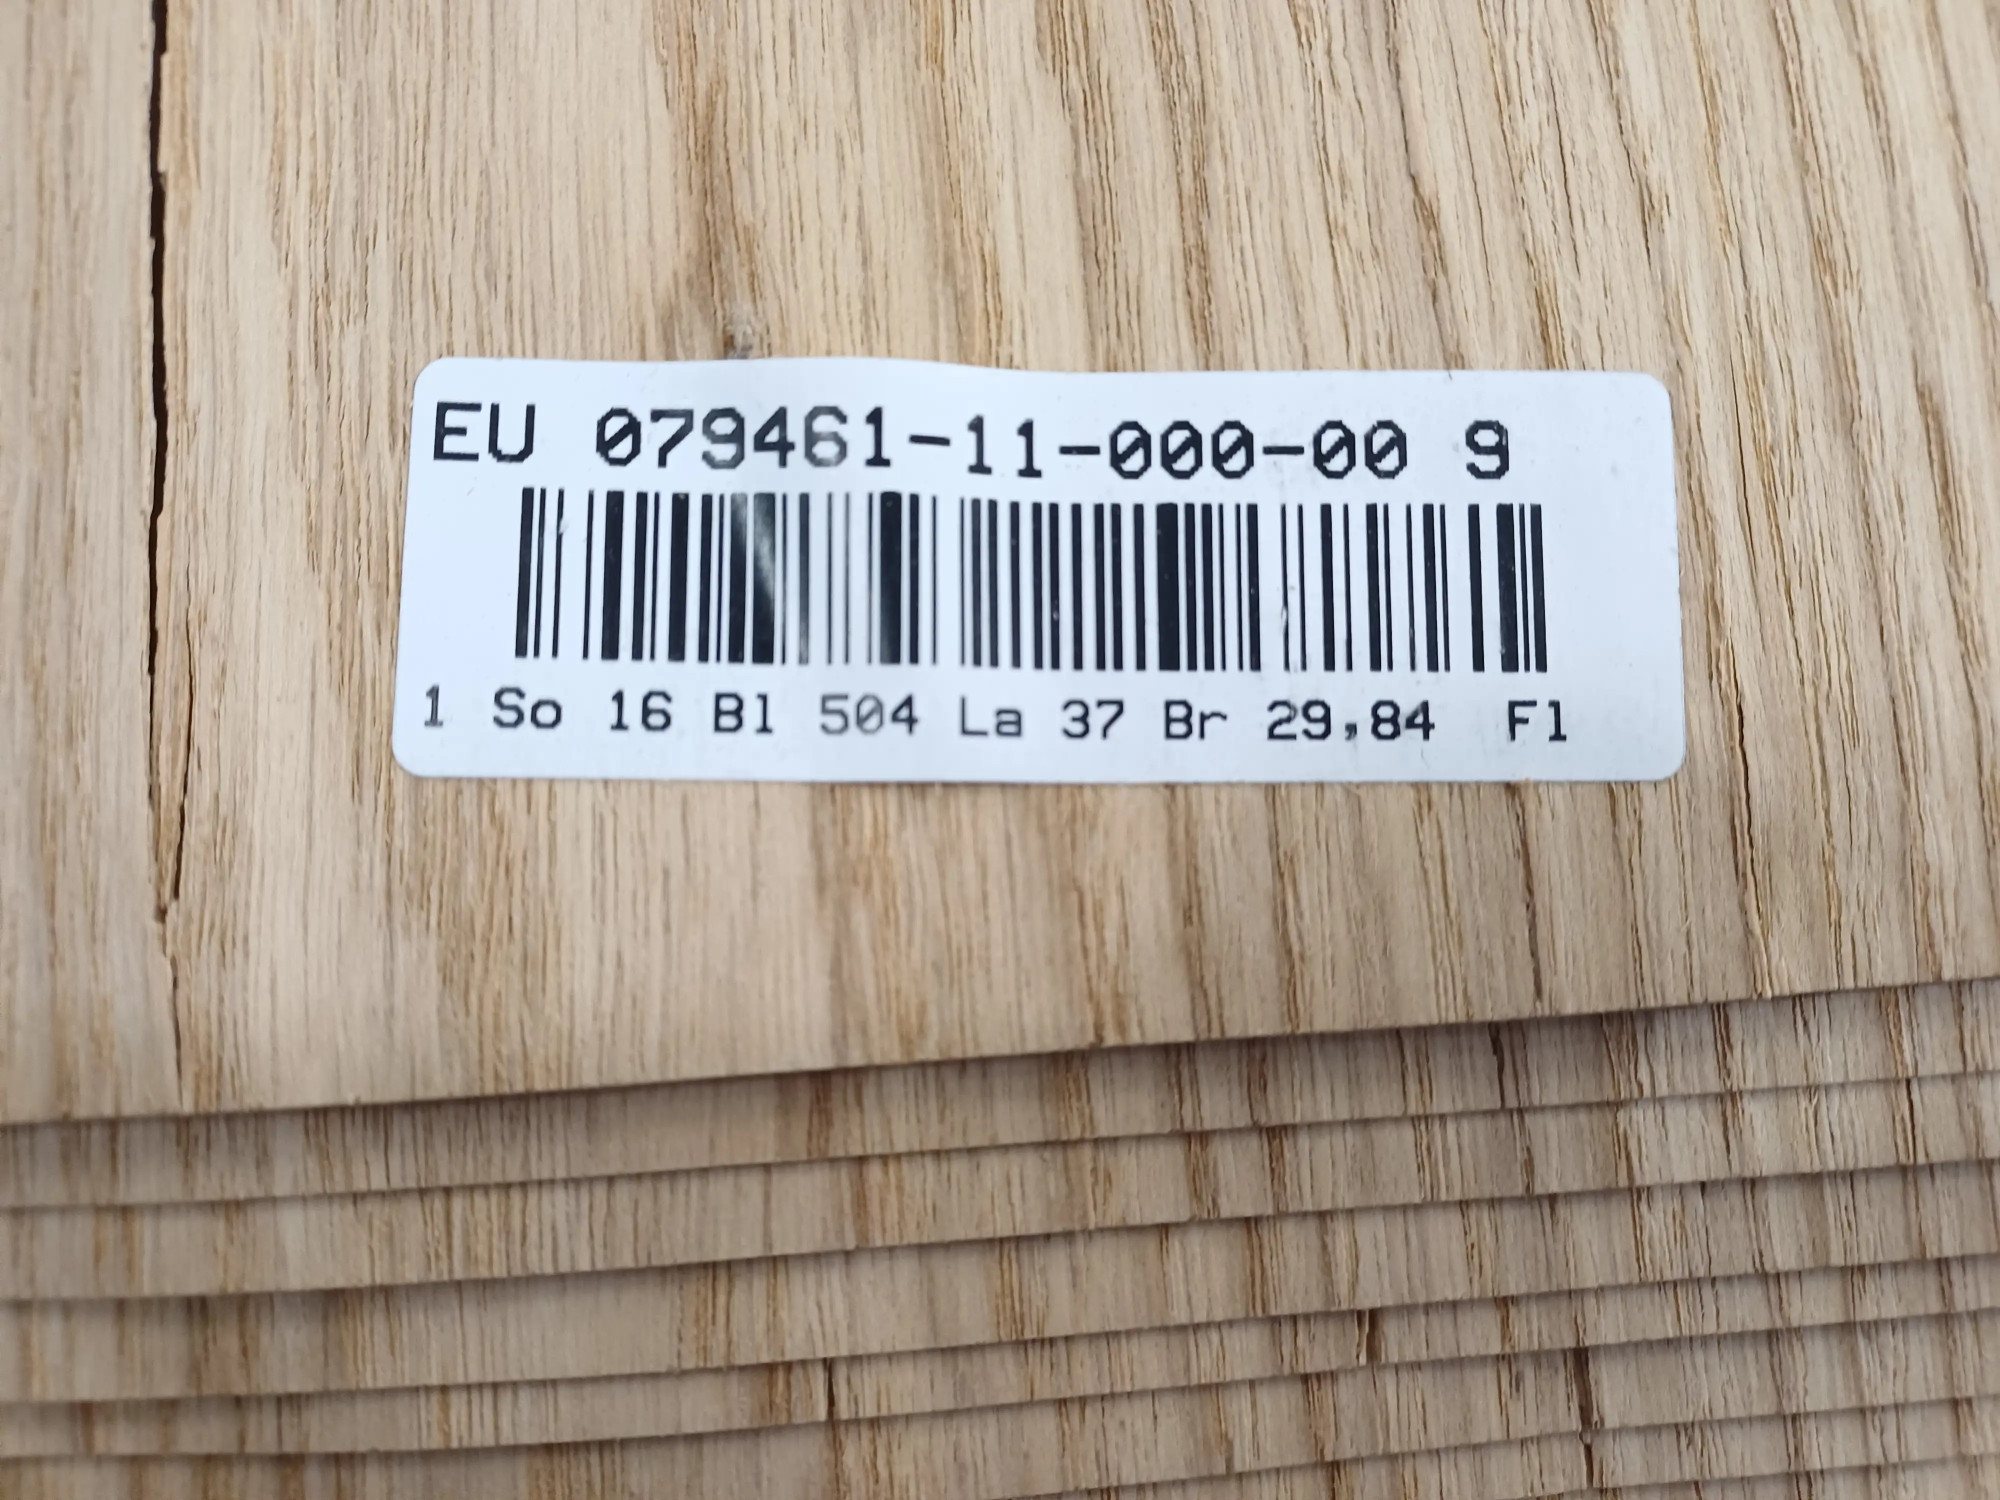 EU 079461-11-000-00 9
1 So 16 Bl 504 La 37 Br 29,84 Fl